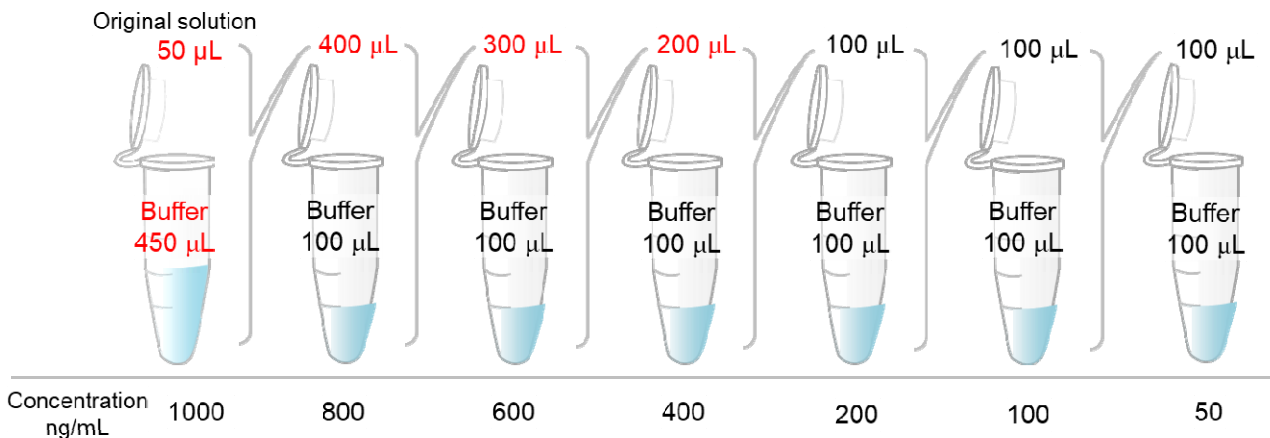 Original solution
50 μL 400 μL 300 μL 200 μL 100 μL 100 μL 100 μL
Buffer Buffer Buffer Buffer Buffer Buffer Buffer
450 μL 100 μL 100 μL 100 μL 100 μL 100 μL 100 μL
Concentration 1000 800 600 400 200 100 50
ng/mL